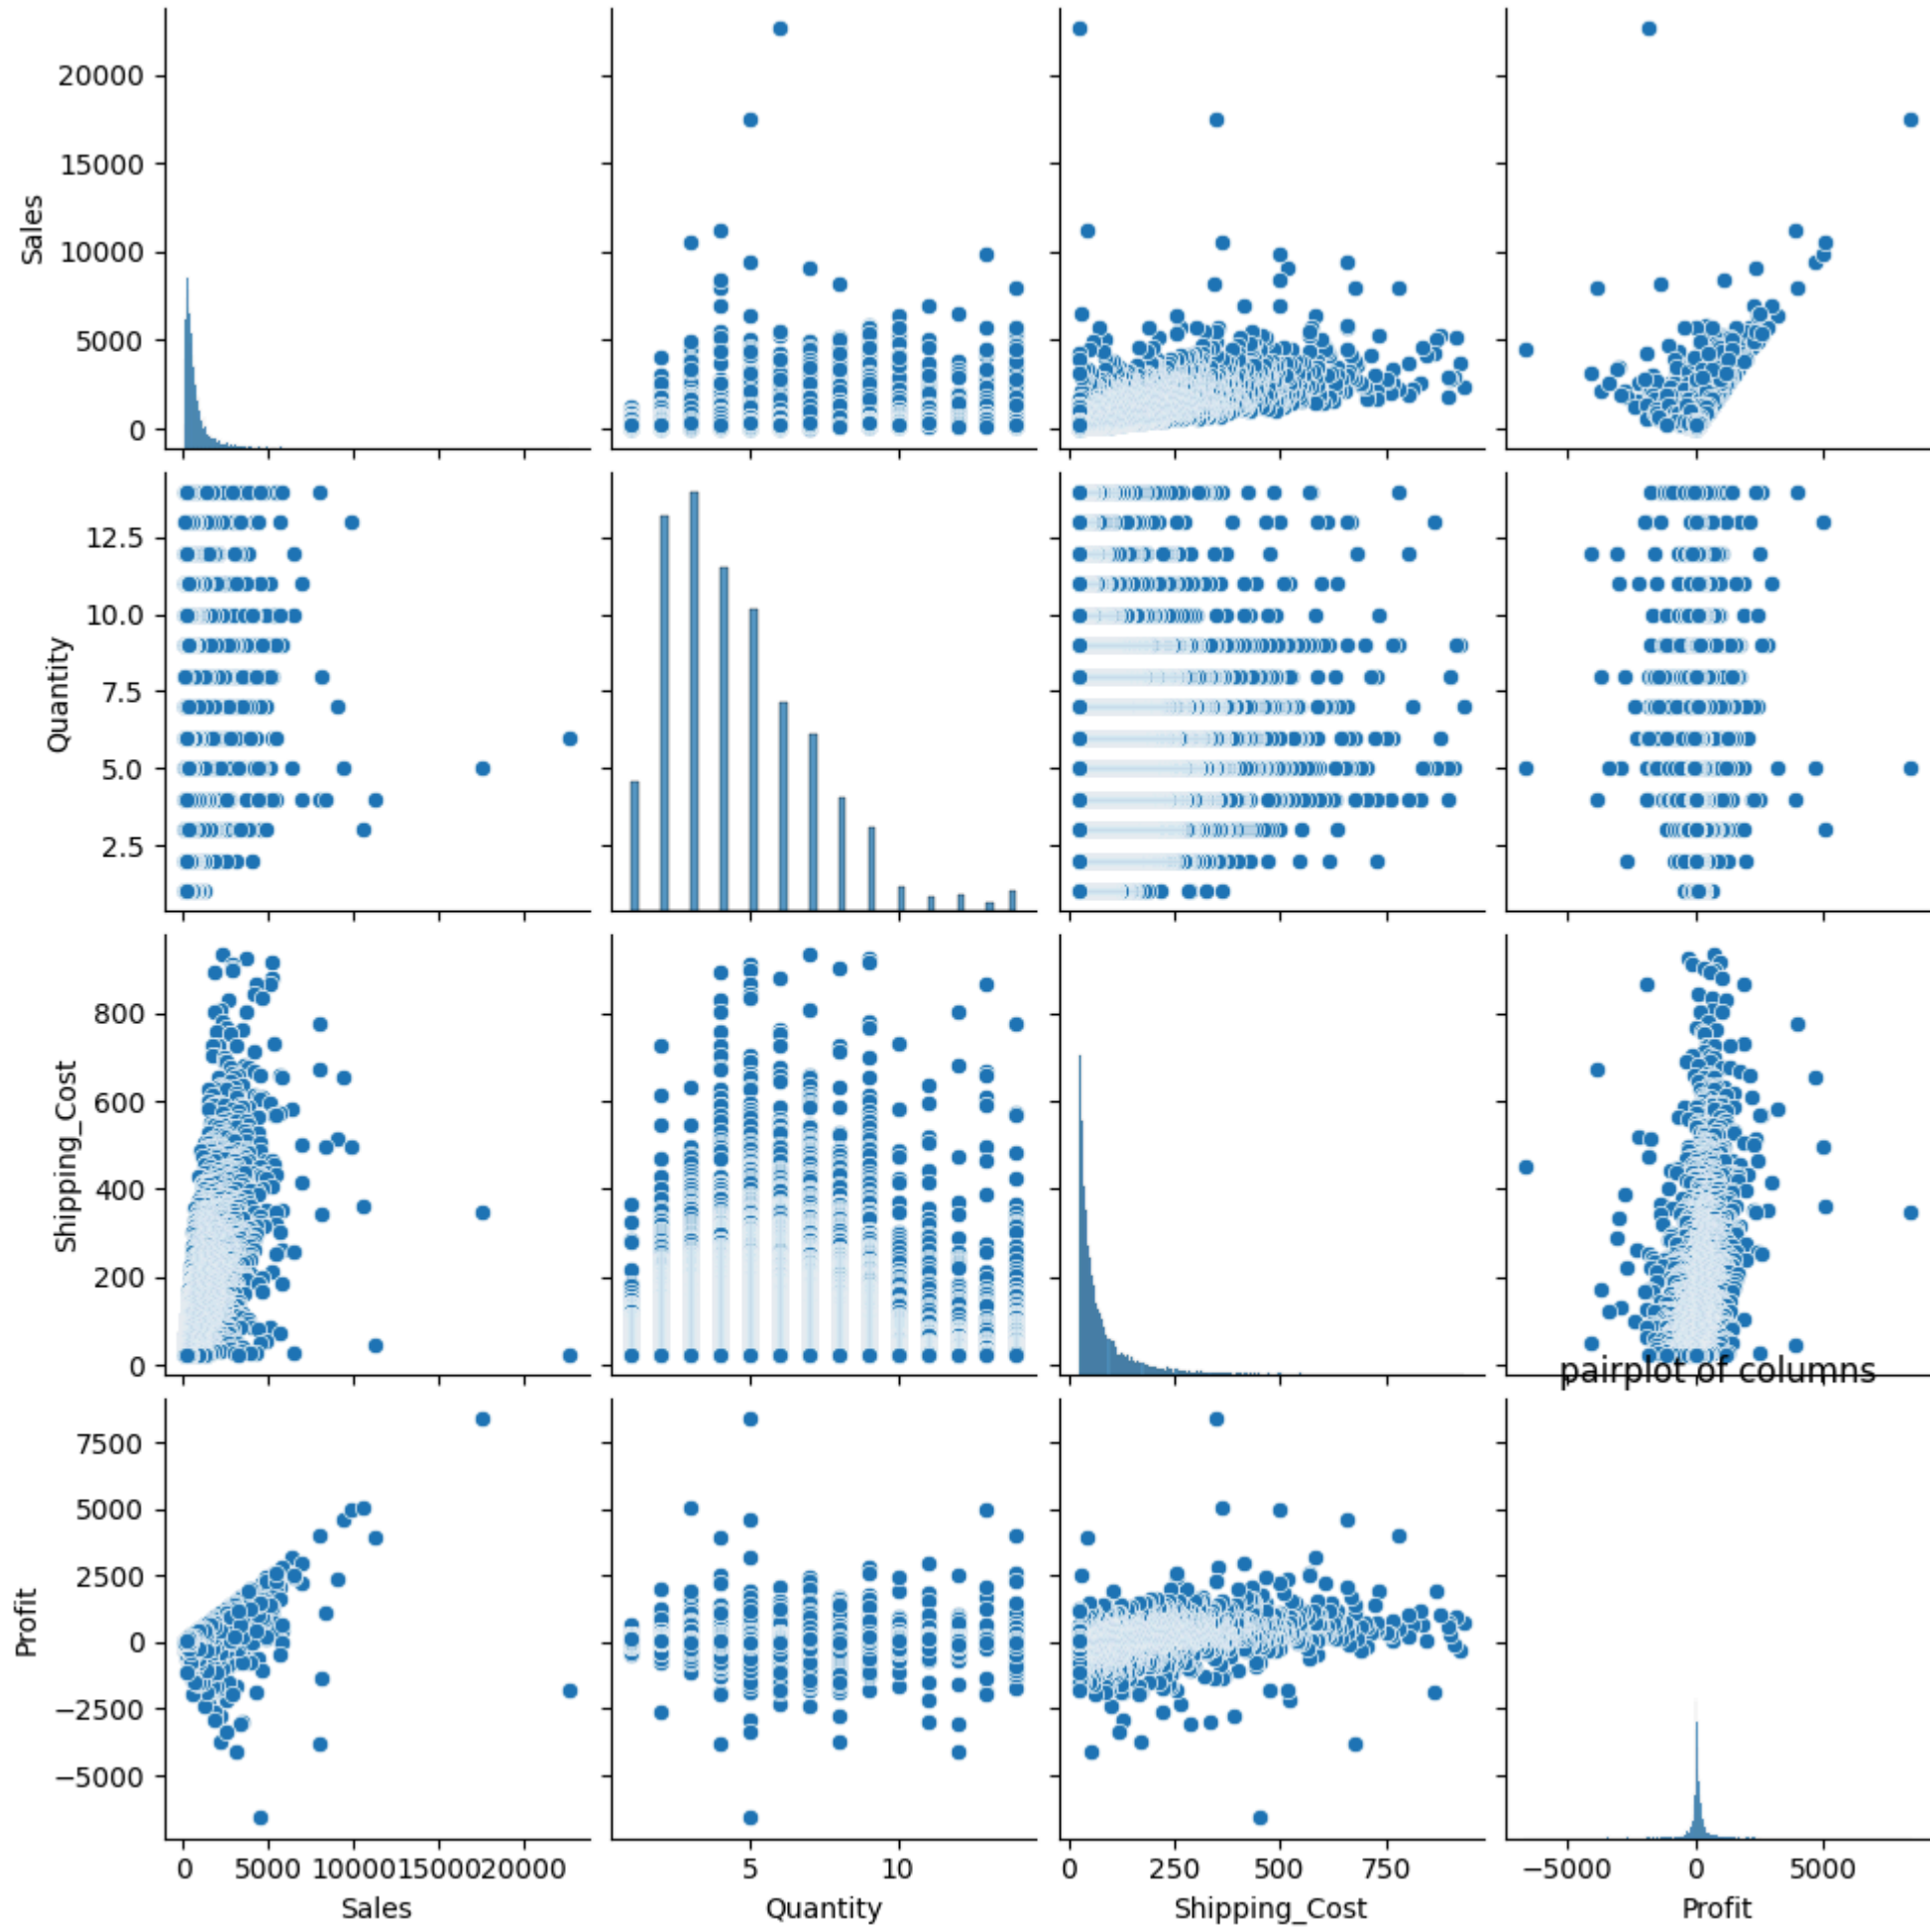 20000
15000
10000
5000
0
Sales
12.5
10.0
7.5
5.0
2.5
Quantity
800
600
400
200
0
Shipping_Cost
pairplot of columns
7500
5000
2500
0
−2500
−5000
Profit
0 5000 10000 15000 20000
5 10
0 250 500 750
−5000 0 5000
Sales Quantity Shipping_Cost Profit